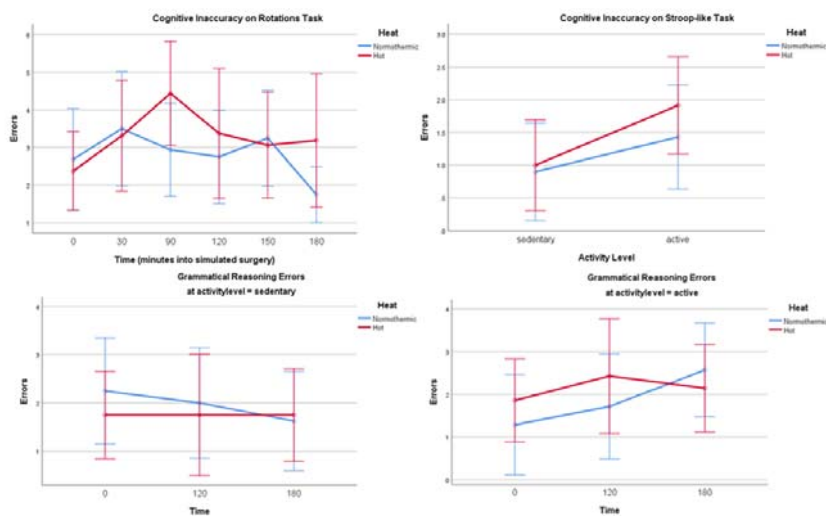 Cognitive Inaccuracy on Rotations Task
Heat
Normothermic
Hot
Errors
6
5
4
3
2
1
0
30
90
120
150
180
Time (minutes into simulated surgery)
Cognitive Inaccuracy on Stroop-like Task
Heat
Normothermic
Hot
Errors
3.0
2.5
2.0
1.5
1.0
.5
.0
sedentary
active
Activity Level
Grammatical Reasoning Errors
at activitylevel = sedentary
Heat
Normothermic
Hot
Errors
4
3
2
1
0
120
180
Time
Grammatical Reasoning Errors
at activitylevel = active
Heat
Normothermic
Hot
Errors
4
3
2
1
0
0
120
180
Time